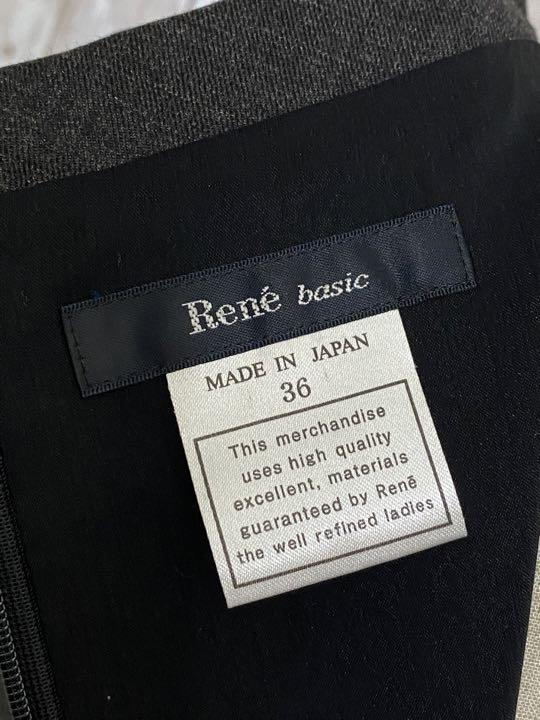 René basic
MADE IN JAPAN
36
This merchandise
uses high quality
excellent, materials
guaranteed by René
the well refined ladies